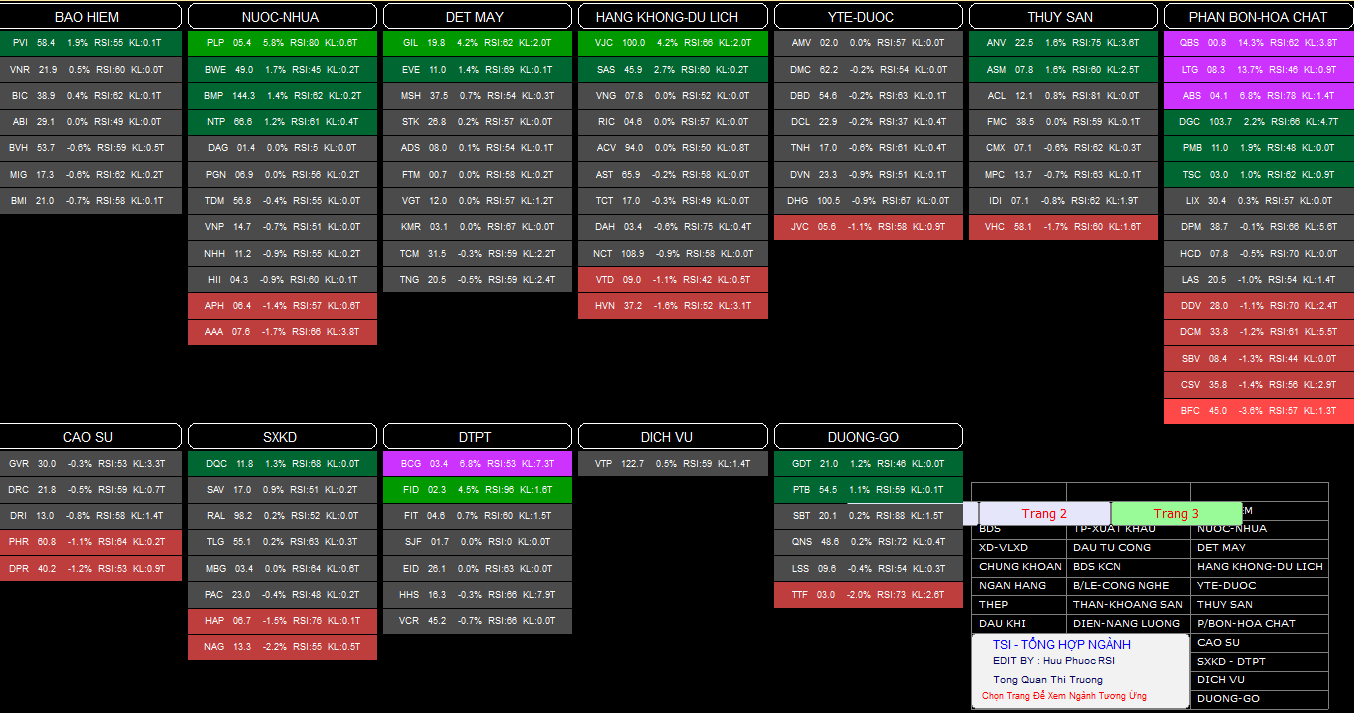 BAO HIEM
PVI 58.4 1.9% RSI:55 KL:0.1T
VNR 21.9 0.5% RSI:60 KL:0.0T
BIC 38.9 0.4% RSI:62 KL:0.1T
ABI 29.1 0.0% RSI:49 KL:0.0T
BVH 53.7 -0.6% RSI:59 KL:0.5T
MIG 17.3 -0.6% RSI:62 KL:0.2T
BMI 21.0 -0.7% RSI:58 KL:0.1T
NUOC-NHUA
PLP 05.4 5.8% RSI:80 KL:0.6T
BWE 49.0 1.7% RSI:45 KL:0.2T
BMP 144.3 1.4% RSI:62 KL:0.2T
NTP 66.6 1.2% RSI:61 KL:0.4T
DAG 01.4 0.0% RSI:5 KL:0.0T
PGN 06.9 0.0% RSI:56 KL:0.2T
TDM 56.8 -0.4% RSI:55 KL:0.0T
VNP 14.7 -0.7% RSI:51 KL:0.0T
NHH 11.2 -0.9% RSI:55 KL:0.2T
HII 04.3 -0.9% RSI:60 KL:0.1T
APH 06.4 -1.4% RSI:57 KL:0.6T
AAA 07.6 -1.7% RSI:66 KL:3.8T
DET MAY
GIL 19.8 4.2% RSI:62 KL:2.0T
EVE 11.0 1.4% RSI:69 KL:0.1T
MSH 37.5 0.7% RSI:54 KL:0.3T
STK 26.8 0.2% RSI:57 KL:0.0T
ADS 08.0 0.1% RSI:54 KL:0.1T
FTM 00.7 0.0% RSI:58 KL:0.2T
VGT 12.0 0.0% RSI:57 KL:1.2T
KMR 03.1 0.0% RSI:67 KL:0.0T
TCM 31.5 -0.3% RSI:59 KL:2.2T
TNG 20.5 -0.5% RSI:59 KL:2.4T
HANG KHONG-DU LICH
VJC 100.0 4.2% RSI:66 KL:2.0T
SAS 45.9 2.7% RSI:60 KL:0.2T
VNG 07.8 0.0% RSI:52 KL:0.0T
RIC 04.6 0.0% RSI:57 KL:0.0T
ACV 94.0 0.0% RSI:50 KL:0.8T
AST 65.9 -0.2% RSI:58 KL:0.0T
TCT 17.0 -0.3% RSI:49 KL:0.0T
DAH 03.4 -0.6% RSI:75 KL:0.4T
NCT 108.9 -0.9% RSI:58 KL:0.0T
VTD 09.0 -1.1% RSI:42 KL:0.5T
HVN 37.2 -1.6% RSI:52 KL:3.1T
YTE-DUOC
AMV 02.0 0.0% RSI:57 KL:0.0T
DMC 62.2 -0.2% RSI:54 KL:0.0T
DBD 54.6 -0.2% RSI:63 KL:0.1T
DCL 22.9 -0.2% RSI:37 KL:0.4T
TNH 17.0 -0.6% RSI:61 KL:0.4T
DVN 23.3 -0.9% RSI:51 KL:0.1T
DHG 100.5 -0.9% RSI:67 KL:0.0T
JVC 05.6 -1.1% RSI:58 KL:0.9T
THUY SAN
ANV 22.5 1.6% RSI:75 KL:3.6T
ASM 07.8 1.6% RSI:60 KL:2.5T
ACL 12.1 0.8% RSI:81 KL:0.0T
FMC 38.5 0.0% RSI:59 KL:0.1T
CMX 07.1 -0.6% RSI:62 KL:0.3T
MPC 13.7 -0.7% RSI:63 KL:0.1T
IDI 07.1 -0.8% RSI:62 KL:1.9T
VHC 58.1 -1.7% RSI:60 KL:1.6T
PHAN BON-HOA CHAT
QBS 00.8 14.3% RSI:62 KL:3.8T
LTG 08.3 13.7% RSI:46 KL:0.9T
ABS 04.1 6.8% RSI:78 KL:1.4T
DGC 103.7 2.2% RSI:66 KL:4.7T
PMB 11.0 1.9% RSI:48 KL:0.0T
TSC 03.0 1.0% RSI:62 KL:0.9T
LIX 30.4 0.3% RSI:57 KL:0.0T
DPM 38.7 -0.1% RSI:66 KL:5.6T
HCD 07.8 -0.5% RSI:70 KL:0.0T
LAS 20.5 -1.0% RSI:54 KL:1.4T
DDV 28.0 -1.1% RSI:70 KL:2.4T
DCM 33.8 -1.2% RSI:61 KL:5.5T
SBV 08.4 -1.3% RSI:44 KL:0.0T
CSV 35.8 -1.4% RSI:56 KL:2.9T
BFC 45.0 -3.6% RSI:57 KL:1.3T
CAO SU
GVR 30.0 -0.3% RSI:53 KL:3.3T
DRC 21.8 -0.5% RSI:59 KL:0.7T
DRI 13.0 -0.8% RSI:58 KL:1.4T
PHR 60.8 -1.1% RSI:64 KL:0.2T
DPR 40.2 -1.2% RSI:53 KL:0.9T
SXKD
DQC 11.8 1.3% RSI:68 KL:0.0T
SAV 17.0 0.9% RSI:51 KL:0.2T
RAL 98.2 0.2% RSI:52 KL:0.0T
TLG 55.1 0.2% RSI:63 KL:0.3T
MBG 03.4 0.0% RSI:64 KL:0.6T
PAC 23.0 -0.4% RSI:48 KL:0.2T
HAP 06.7 -1.5% RSI:76 KL:0.1T
NAG 13.3 -2.2% RSI:55 KL:0.5T
DTPT
BCG 03.4 6.8% RSI:53 KL:7.3T
FID 02.3 4.5% RSI:96 KL:1.6T
FIT 04.6 0.7% RSI:60 KL:1.5T
SJF 01.7 0.0% RSI:0 KL:0.0T
EID 26.1 0.0% RSI:63 KL:0.0T
HHS 16.3 -0.3% RSI:66 KL:7.9T
VCR 45.2 -0.7% RSI:66 KL:0.0T
DICH VU
VTP 122.7 0.5% RSI:59 KL:1.4T
DUONG-GO
GDT 21.0 1.2% RSI:46 KL:0.0T
PTB 54.5 1.1% RSI:59 KL:0.1T
SBT 20.1 0.2% RSI:88 KL:1.5T
QNS 48.6 0.2% RSI:72 KL:0.4T
LSS 09.6 -0.4% RSI:54 KL:0.3T
TTF 03.0 -2.0% RSI:73 KL:2.6T
Trang 2 Trang 3 EM
BDS TP-XUAT KHAU NUOC-NHUA
XD-VLXD DAU TU CONG DET MAY
CHUNG KHOAN BDS KCN HANG KHONG-DU LICH
NGAN HANG B/LE-CONG NGHE YTE-DUOC
THEP THAN-KHOANG SAN THUY SAN
DAU KHI DIEN-NANG LUONG P/BON-HOA CHAT
CAO SU
SXKD - DTPT
DICH VU
DUONG-GO
TSI - TỔNG HỢP NGÀNH
EDIT BY : Huu Phuoc RSI
Tong Quan Thi Truong
Chọn Trang Để Xem Ngành Tương Ứng